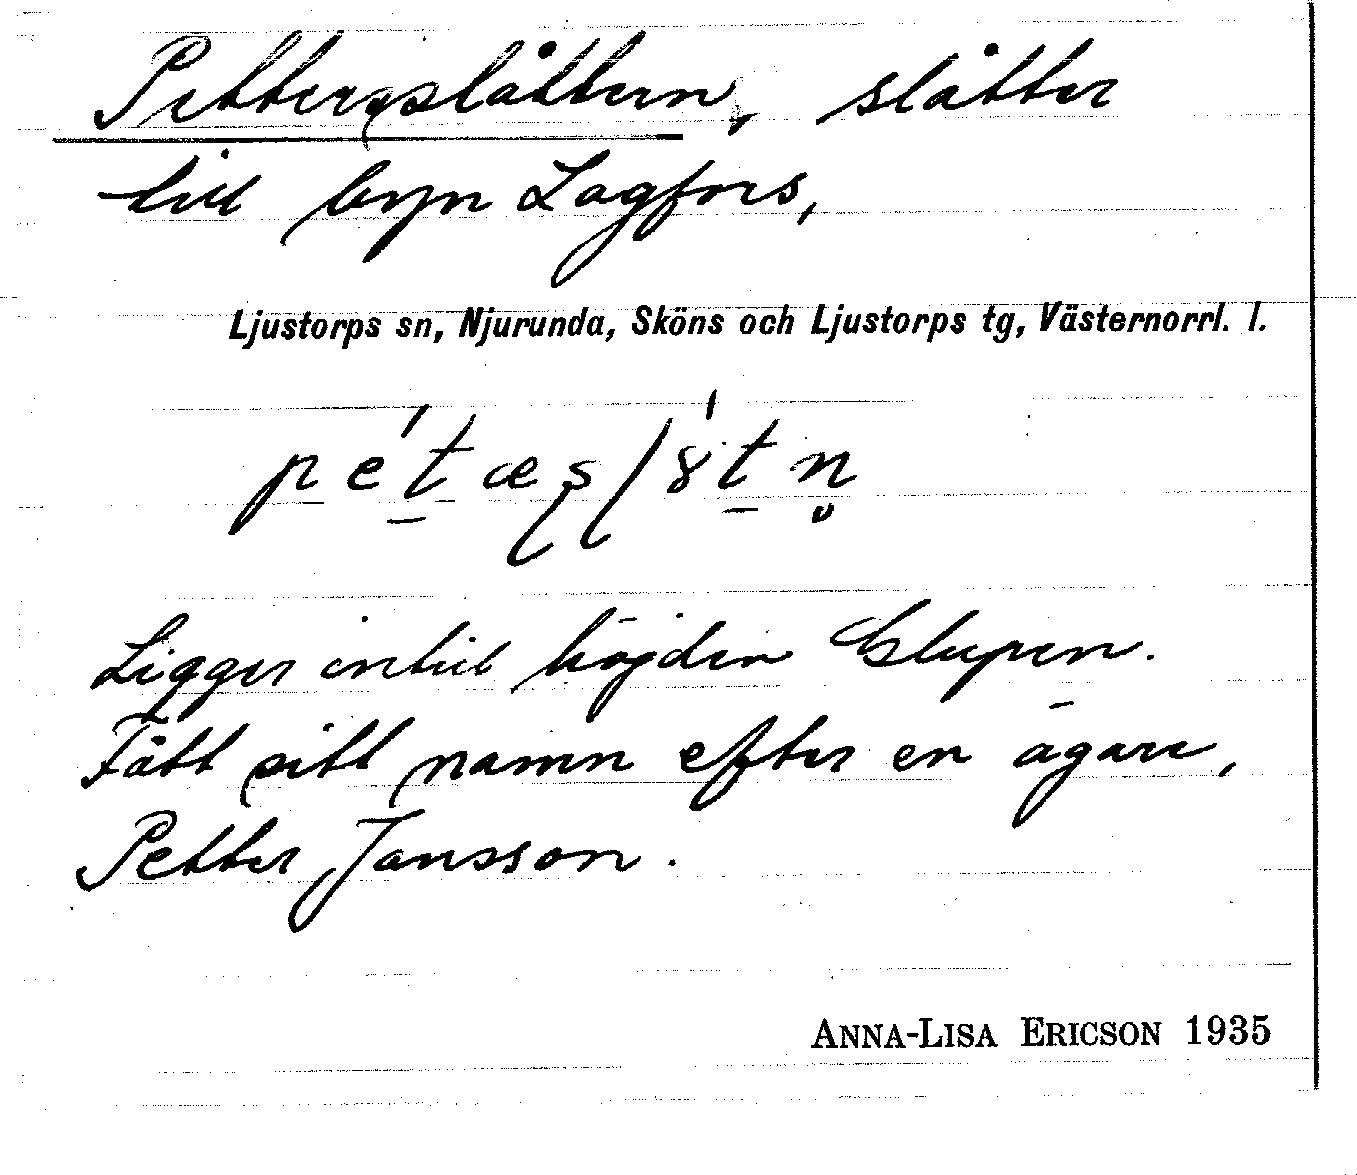 Pettersslåttern, slåtter
till byn Lagfors,
Ljustorps sn, Njurunda, Sköns och Ljustorps tg, Västernorrl. l.
Ligger intill höjden Klupen.
Fått sitt namn efter en ägare,
Petter Jansson.
ANNA-LISA ERICSON 1935